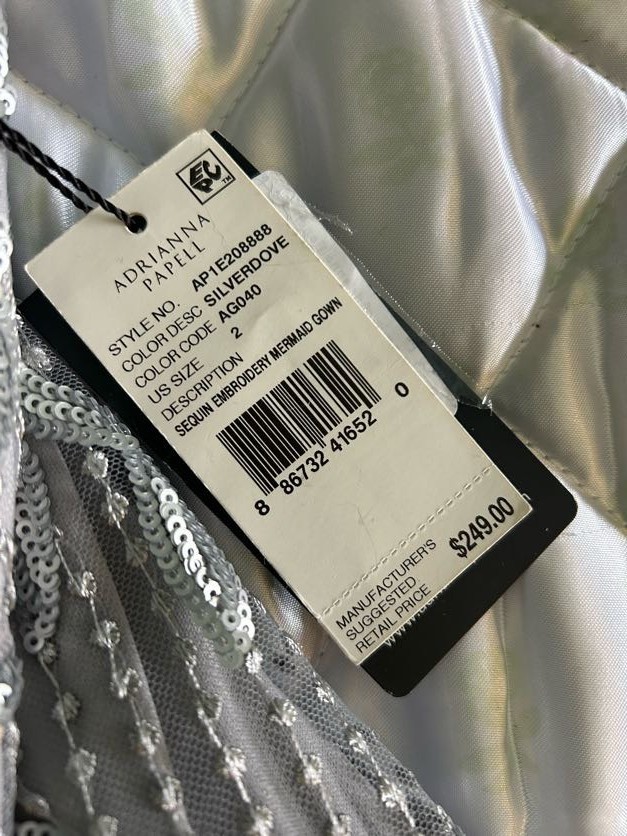 EPC™
ADRIANNA
PAPELL
STYLE NO. AP1E208888
COLOR DESC SILVERDOVE
COLOR CODE AG040
US SIZE 2
DESCRIPTION
SEQUIN EMBROIDERY MERMAID GOWN
8 86732 41652 0
MANUFACTURER'S
SUGGESTED
RETAIL PRICE
$249.00